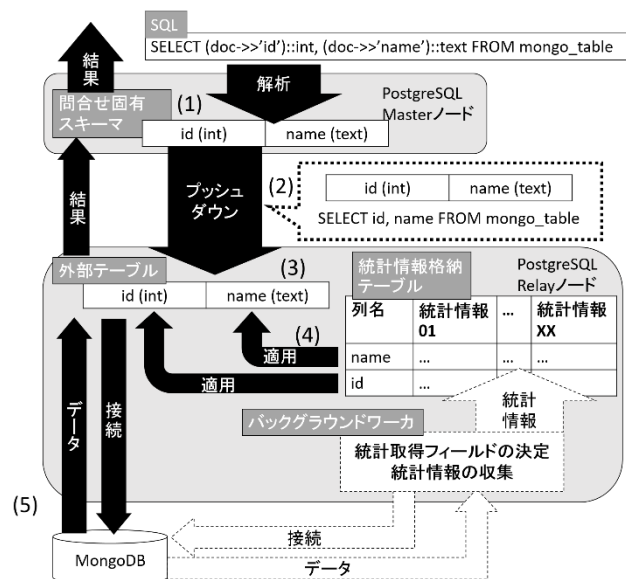 SQL
SELECT (doc->>'id')::int, (doc->>'name')::text FROM mongo_table
結果
解析
問合せ固有
スキーマ
(1)
PostgreSQL
Masterノード
id (int)
name (text)
プッシュ
ダウン
(2)
id (int)
name (text)
SELECT id, name FROM mongo_table
結果
外部テーブル
(3)
統計情報格納
テーブル
PostgreSQL
Relayノード
id (int)
name (text)
列名
統計情報
01
...
統計情報
XX
name
...
...
...
id
...
(4)
適用
適用
統計
情報
バックグラウンドワーカ
統計取得フィールドの決定
統計情報の収集
データ
接続
(5)
接続
データ
MongoDB